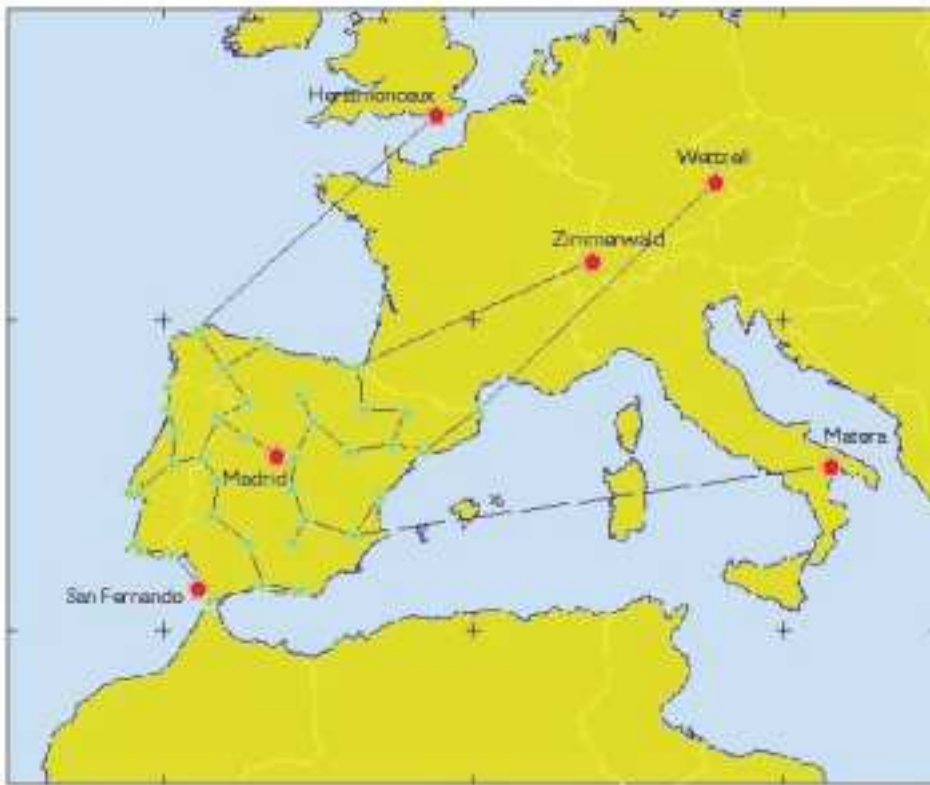 Herstmonceux
Wettzell
Zimmerwald
Matera
Madrid
San Fernando